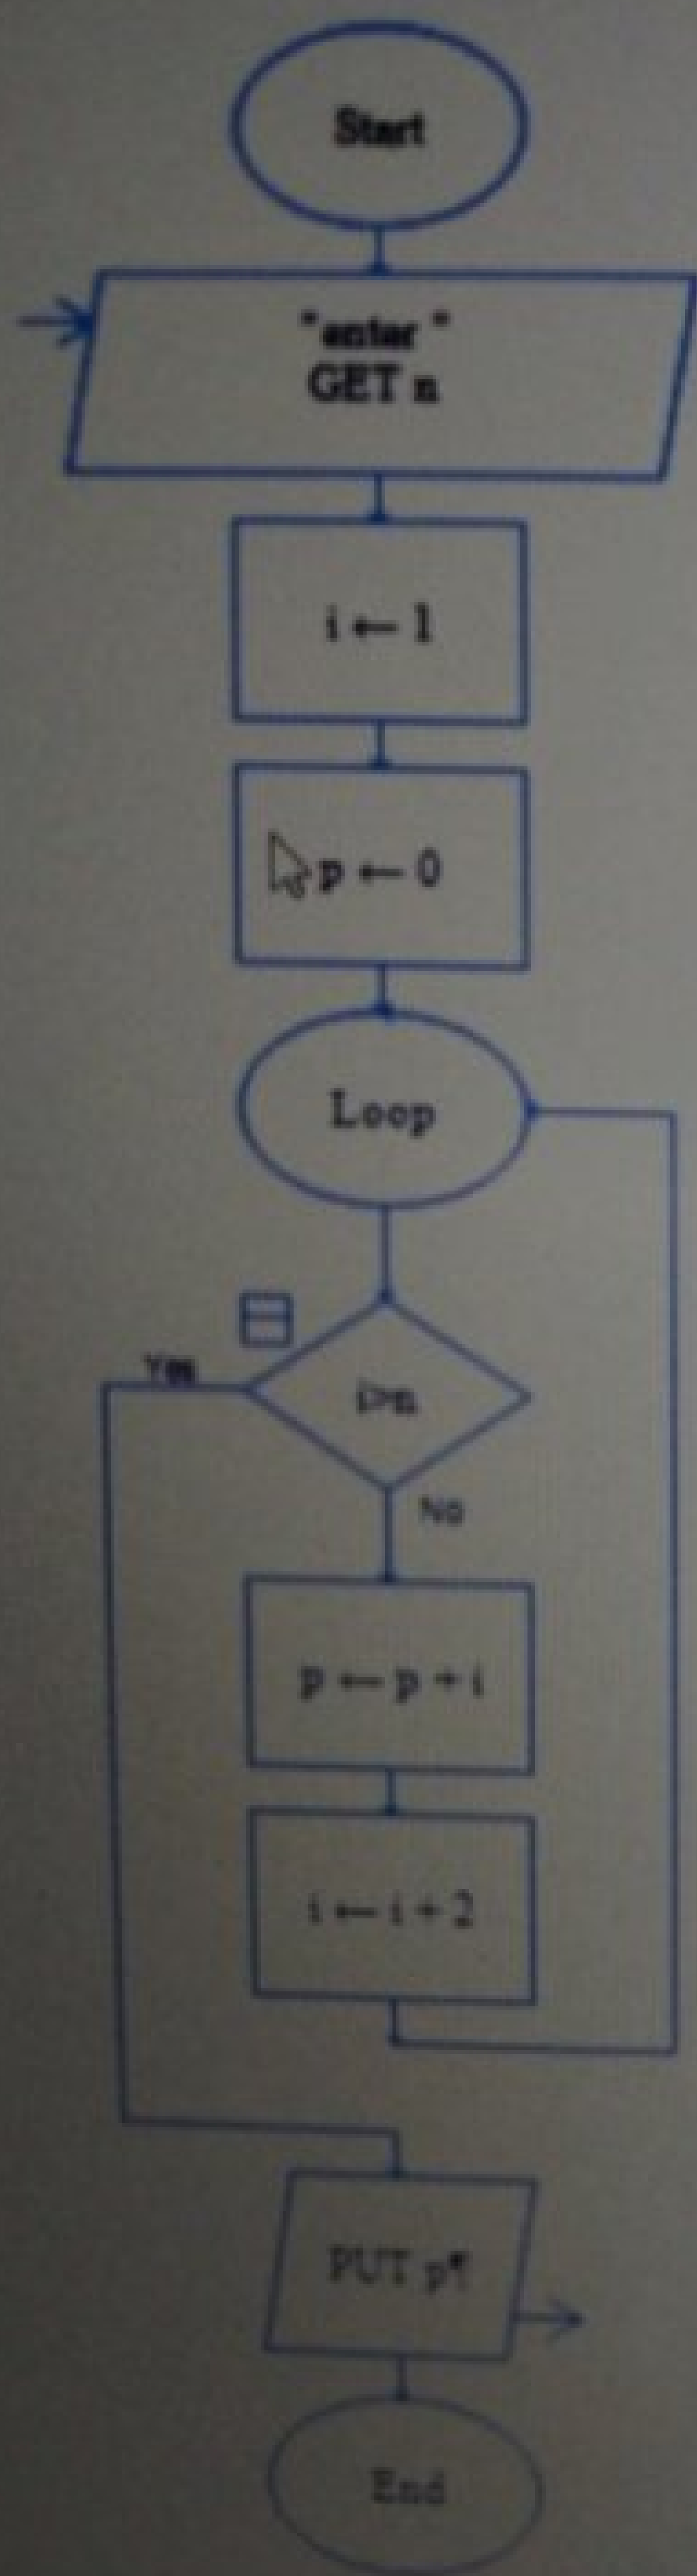 Start
"enter "
GET n
i ← 1
p ← 0
Loop
Yes
i>n
No
p ← p + i
i ← i + 2
PUT p¶
End